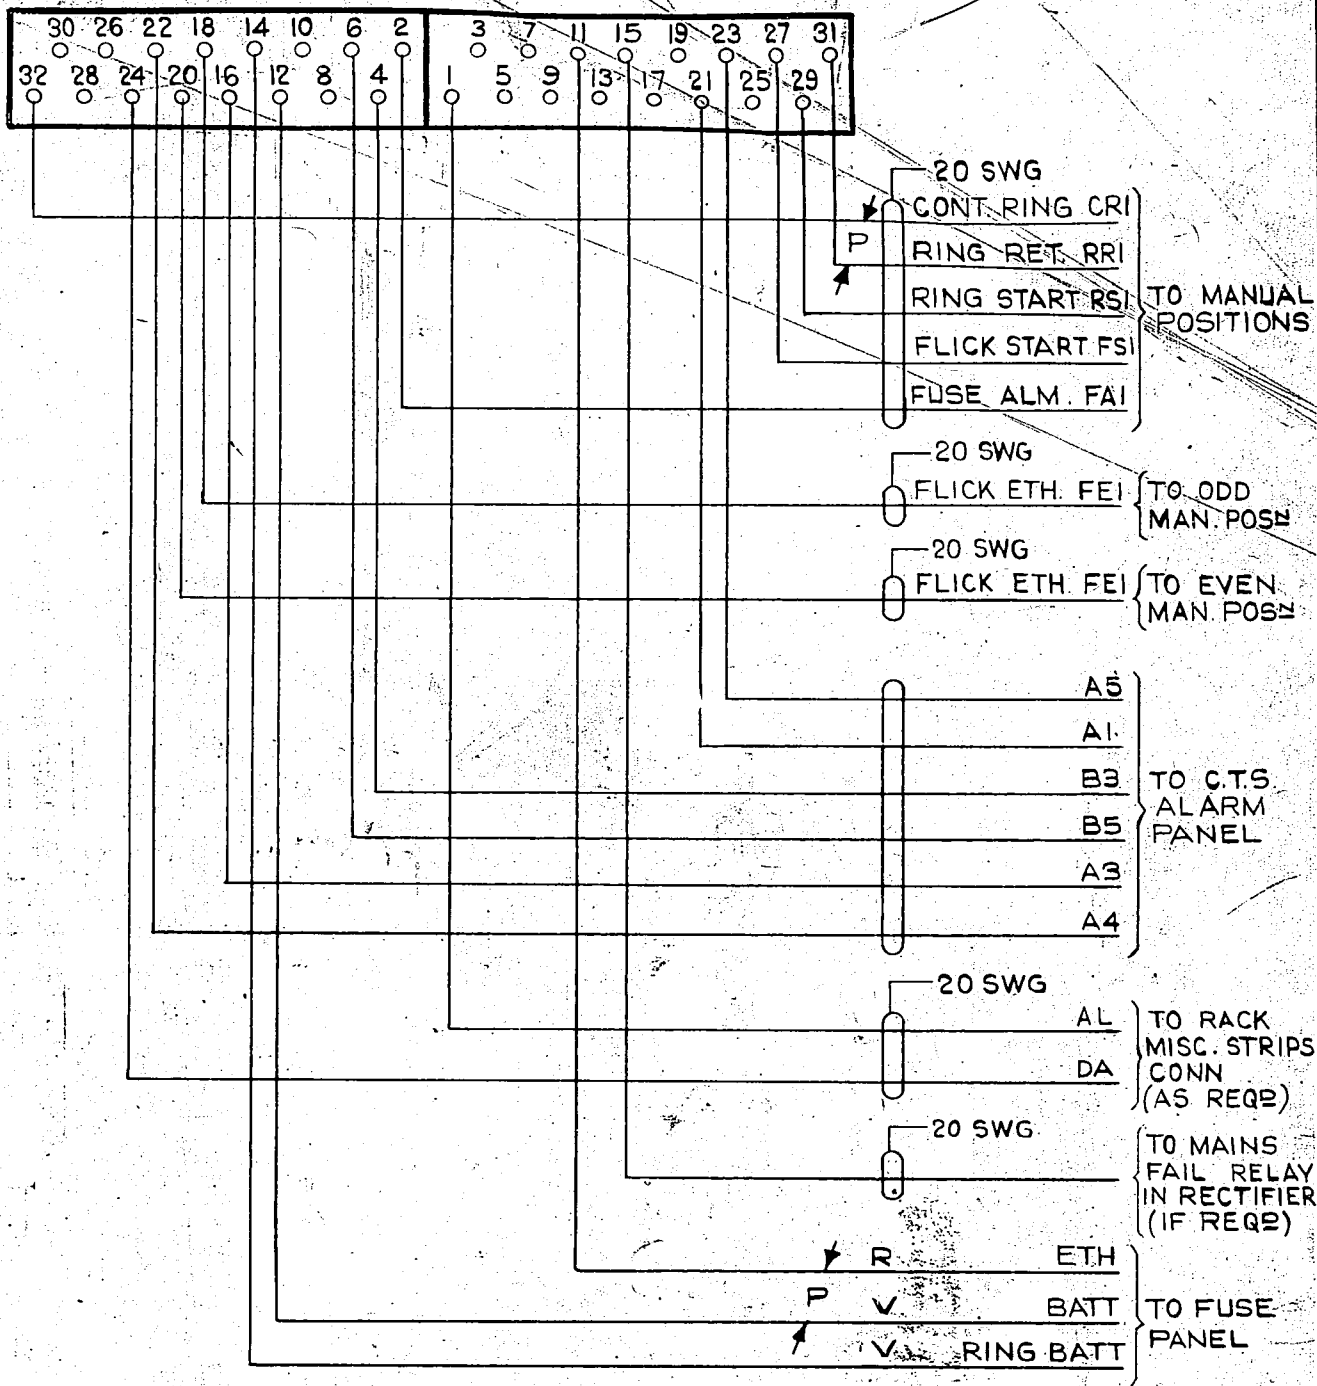 30 26 22 18 14 10 6 2 3 7 11 15 19 23 27 31
32 28 24 20 16 12 8 4 1 5 9 13 17 21 25 29
20 SWG
CONT RING CRI
P
RING RET. RRI
RING START RSI
FLICK START FSI
FUSE ALM. FAI
TO MANUAL
POSITIONS
20 SWG
FLICK ETH. FEI
TO ODD
MAN. POSN
20 SWG
FLICK ETH. FEI
TO EVEN
MAN. POSN
A5
A1
B3
B5
A3
A4
TO C.T.S.
ALARM
PANEL
20 SWG
AL
DA
TO RACK
MISC. STRIPS
CONN
(AS REQD)
20 SWG
TO MAINS
FAIL RELAY
IN RECTIFIER
(IF REQD)
R ETH
P V BATT
V RING BATT
TO FUSE
PANEL